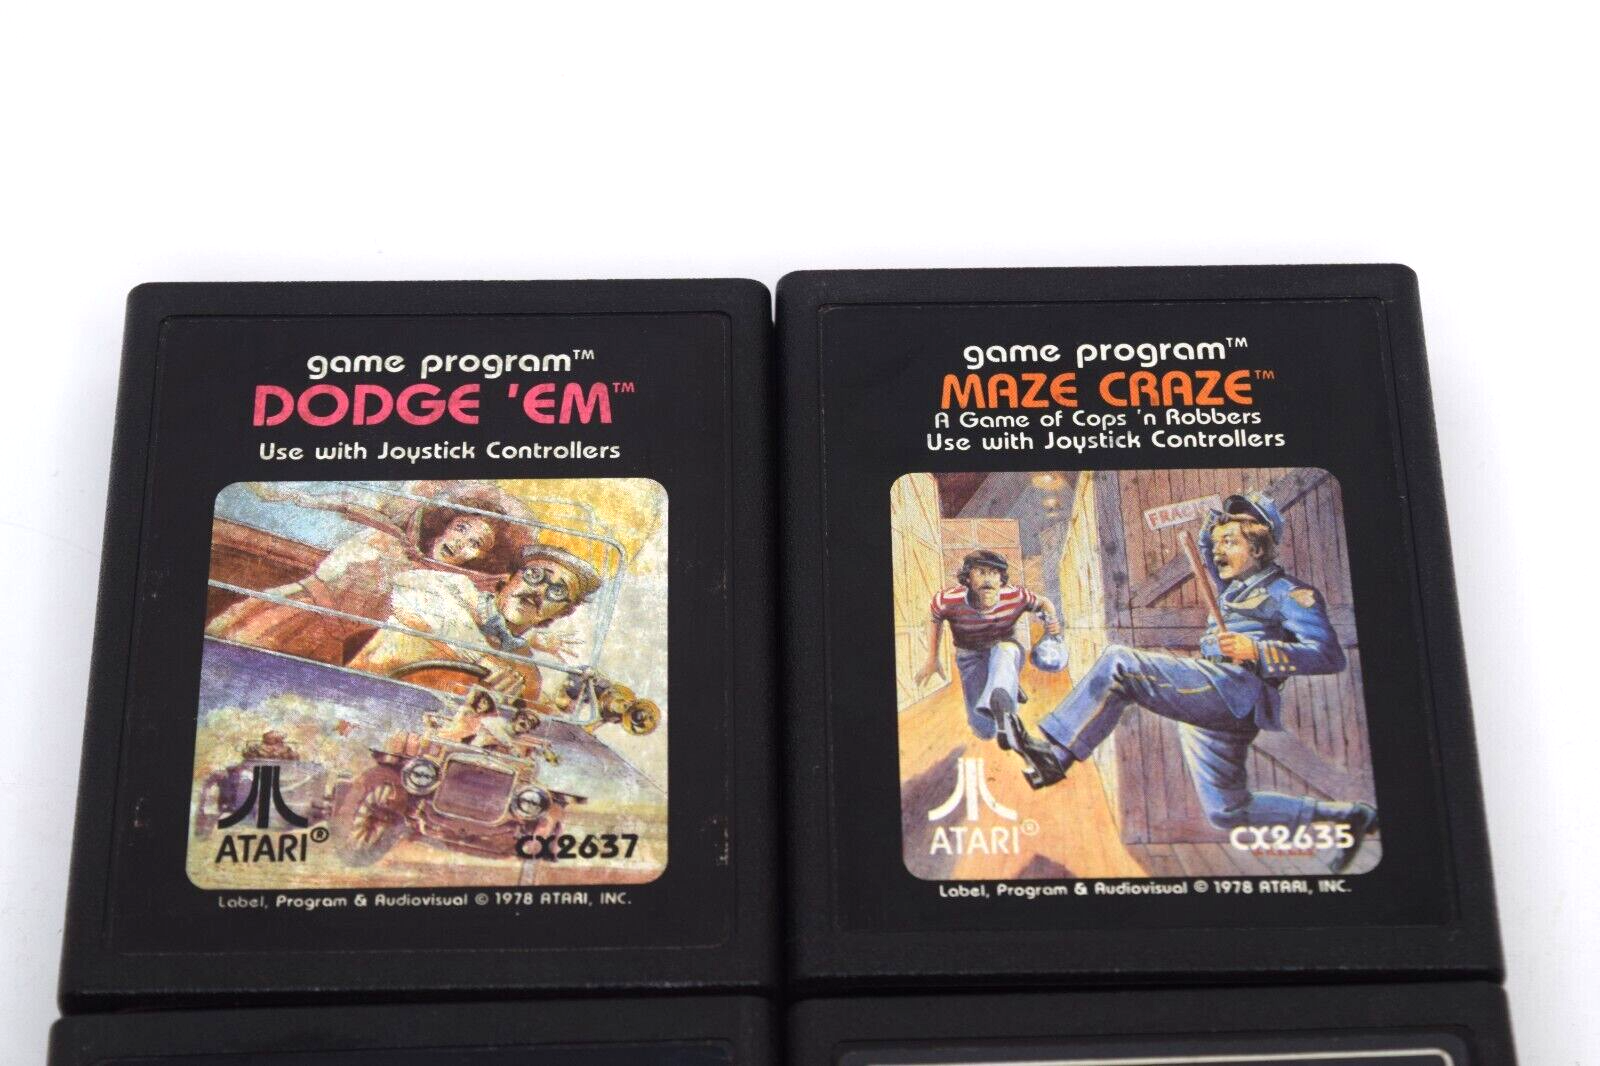 game program™
DODGE 'EM™
Use with Joystick Controllers
ATARI®
CX2637
Label, Program & Audiovisual © 1978 ATARI, INC.
game program™
MAZE CRAZE™
A Game of Cops 'n Robbers
Use with Joystick Controllers
$
ATARI®
CX2635
Label, Program & Audiovisual © 1978 ATARI, INC.